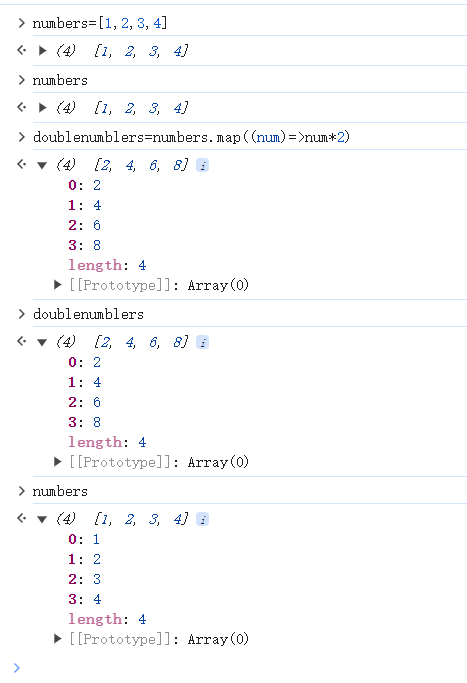 numbers=[1,2,3,4]
(4) [1, 2, 3, 4]
numbers
(4) [1, 2, 3, 4]
doublenumblers=numbers.map((num)=>num*2)
(4) [2, 4, 6, 8] i
0: 2
1: 4
2: 6
3: 8
length: 4
[[Prototype]]: Array(0)
doublenumblers
(4) [2, 4, 6, 8] i
0: 2
1: 4
2: 6
3: 8
length: 4
[[Prototype]]: Array(0)
numbers
(4) [1, 2, 3, 4] i
0: 1
1: 2
2: 3
3: 4
length: 4
[[Prototype]]: Array(0)